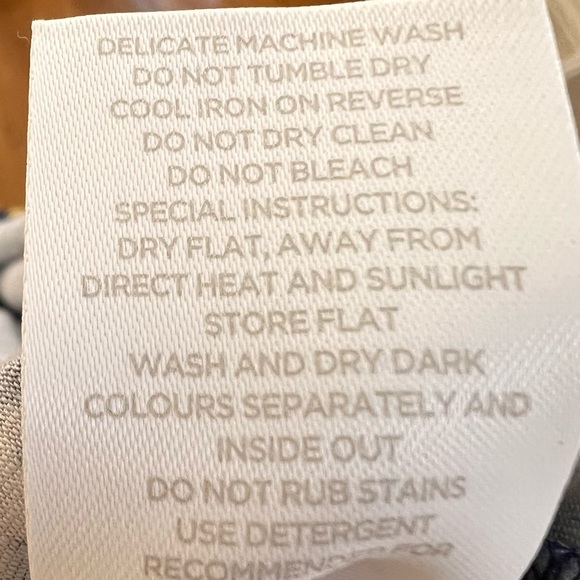 DELICATE MACHINE WASH
DO NOT TUMBLE DRY
COOL IRON ON REVERSE
DO NOT DRY CLEAN
DO NOT BLEACH
SPECIAL INSTRUCTIONS:
DRY FLAT, AWAY FROM
DIRECT HEAT AND SUNLIGHT
STORE FLAT
WASH AND DRY DARK
COLOURS SEPARATELY AND
INSIDE OUT
DO NOT RUB STAINS
USE DETERGENT
RECOMMENDED FOR